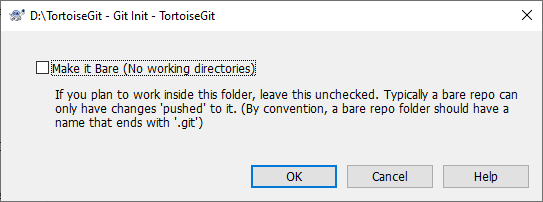 D:\TortoiseGit - Git Init - TortoiseGit
Make it Bare (No working directories)
If you plan to work inside this folder, leave this unchecked. Typically a bare repo can
only have changes 'pushed' to it. (By convention, a bare repo folder should have a
name that ends with '.git')
OK Cancel Help